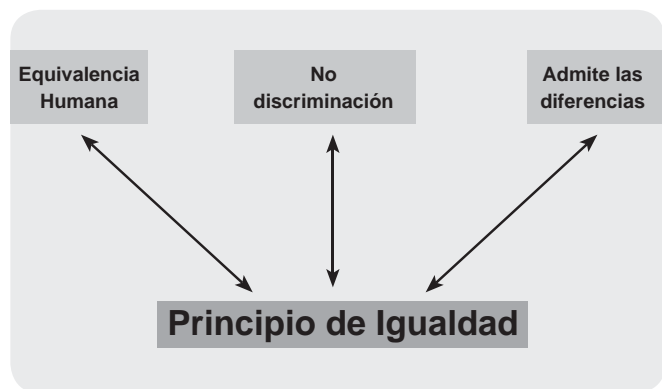 Equivalencia
Humana
No
discriminación
Admite las
diferencias
Principio de Igualdad